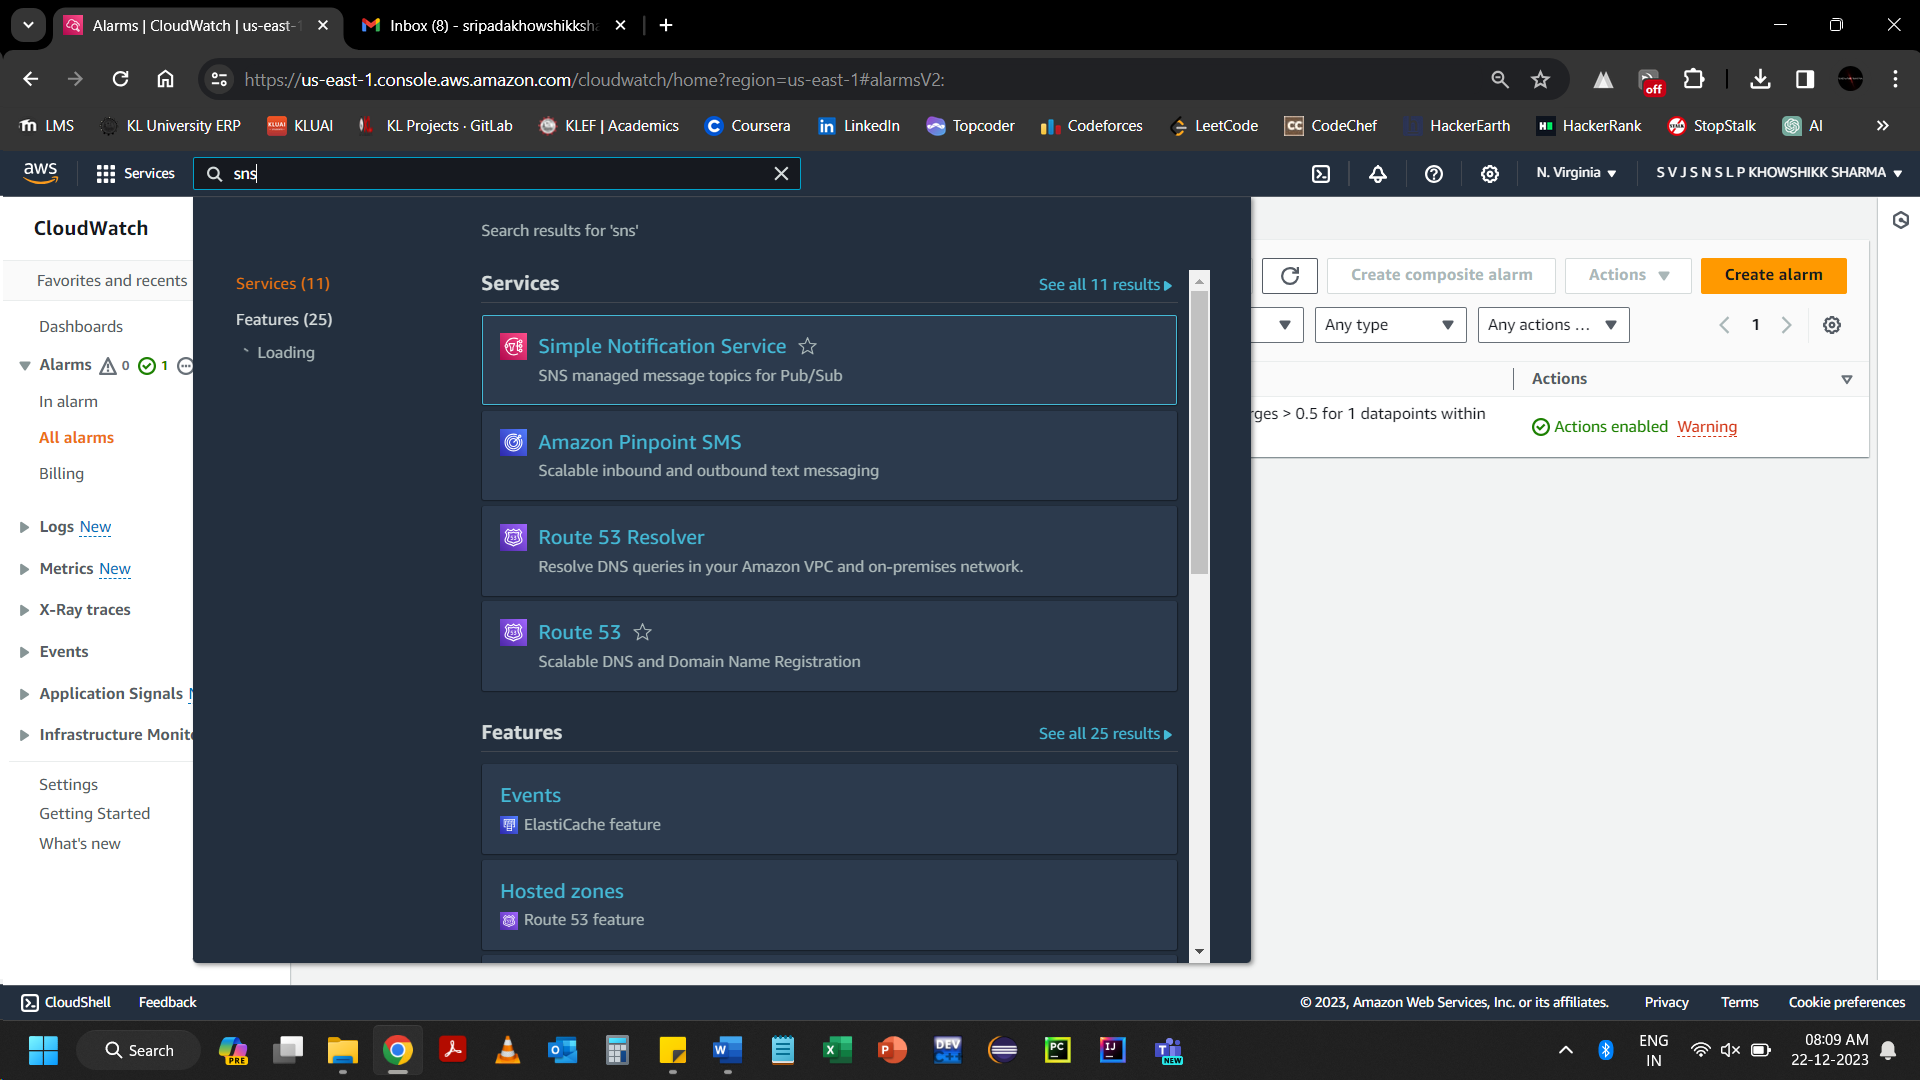 Alarms | CloudWatch | us-east-1
Inbox (8) - sripadakhowshikksha
https://us-east-1.console.aws.amazon.com/cloudwatch/home?region=us-east-1#alarmsV2:
off
LMS
KL University ERP
KLUAI
KL Projects · GitLab
KLEF | Academics
Coursera
LinkedIn
Topcoder
Codeforces
LeetCode
CodeChef
HackerEarth
HackerRank
StopStalk
AI
aws
Services
sns
N. Virginia
S V J S N S L P KHOWSHIKK SHARMA
CloudWatch
Favorites and recents
Dashboards
Alarms 0 1
In alarm
All alarms
Billing
Logs New
Metrics New
X-Ray traces
Events
Application Signals
Infrastructure Monit
Settings
Getting Started
What's new
Search results for 'sns'
Services (11)
Features (25)
Loading
Services
See all 11 results
Simple Notification Service
SNS managed message topics for Pub/Sub
Amazon Pinpoint SMS
Scalable inbound and outbound text messaging
Route 53 Resolver
Resolve DNS queries in your Amazon VPC and on-premises network.
Route 53
Scalable DNS and Domain Name Registration
Features
See all 25 results
Events
ElastiCache feature
Hosted zones
Route 53 feature
Create composite alarm
Actions
Create alarm
Any type
Any actions ...
1
Actions
rges > 0.5 for 1 datapoints within
Actions enabled Warning
CloudShell
Feedback
© 2023, Amazon Web Services, Inc. or its affiliates.
Privacy
Terms
Cookie preferences
Search
PRE
DEV
C++
PC
IJ
NEW
ENG
IN
08:09 AM
22-12-2023